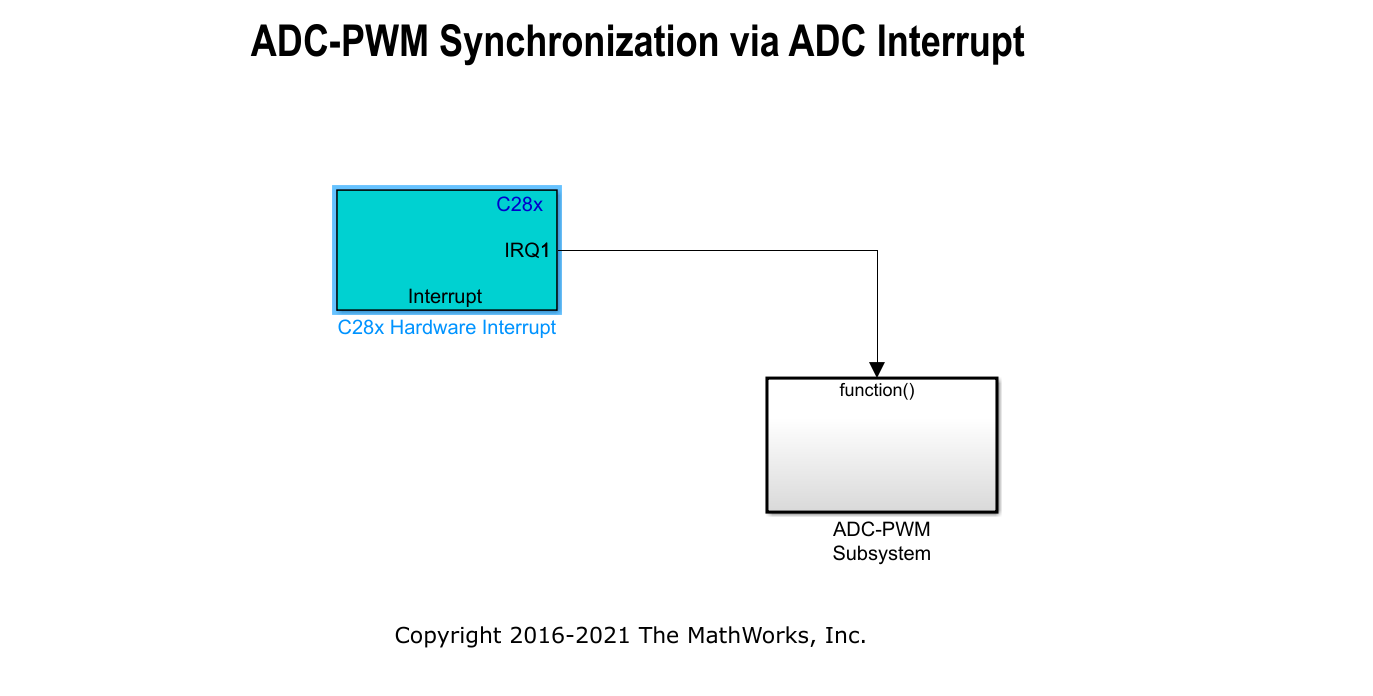 ADC-PWM Synchronization via ADC Interrupt
C28x
IRQ1
Interrupt
C28x Hardware Interrupt
function()
ADC-PWM
Subsystem
Copyright 2016-2021 The MathWorks, Inc.